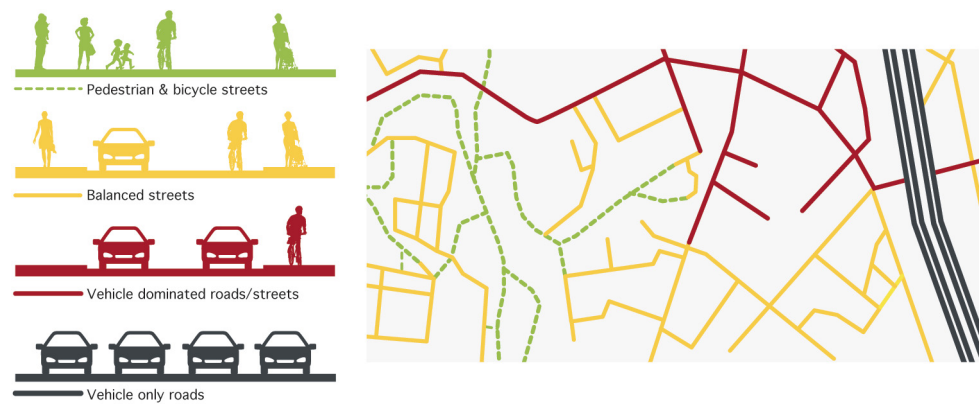 Pedestrian & bicycle streets
Balanced streets
Vehicle dominated roads/streets
Vehicle only roads